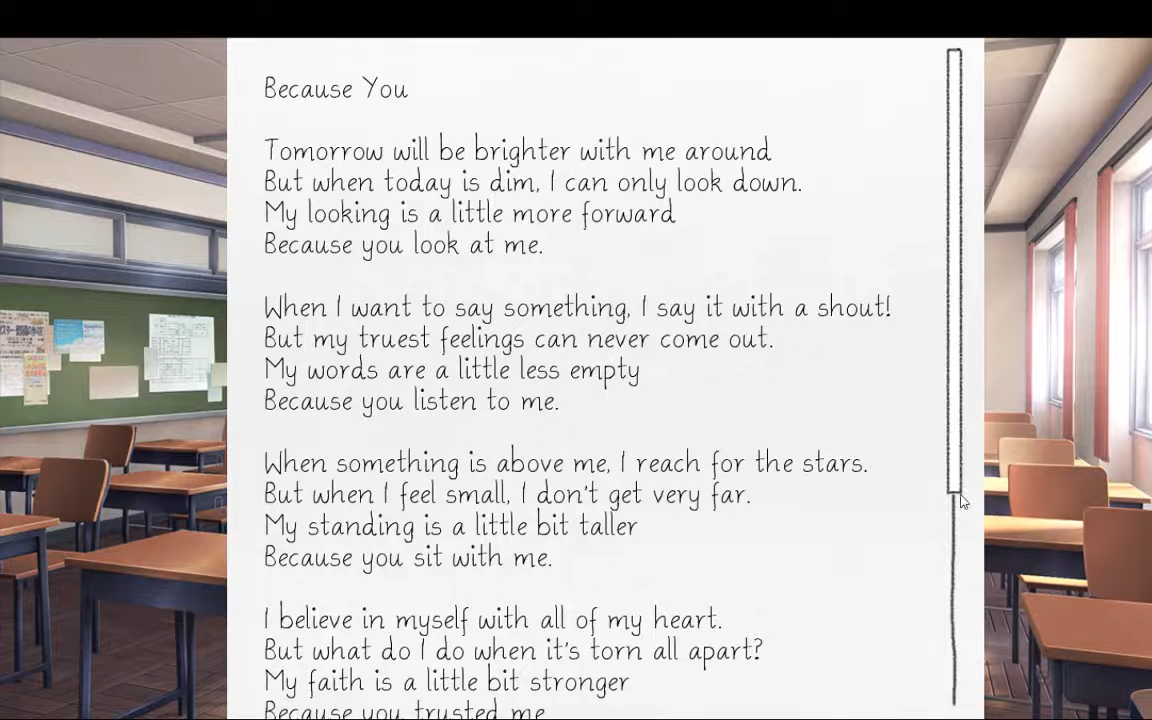 Because You
Tomorrow will be brighter with me around
But when today is dim, I can only look down.
My looking is a little more forward
Because you look at me.
When I want to say something, I say it with a shout!
But my truest feelings can never come out.
My words are a little less empty
Because you listen to me.
When something is above me, I reach for the stars.
But when I feel small, I don't get very far.
My standing is a little bit taller
Because you sit with me.
I believe in myself with all of my heart.
But what do I do when it's torn all apart?
My faith is a little bit stronger
Because you trusted me